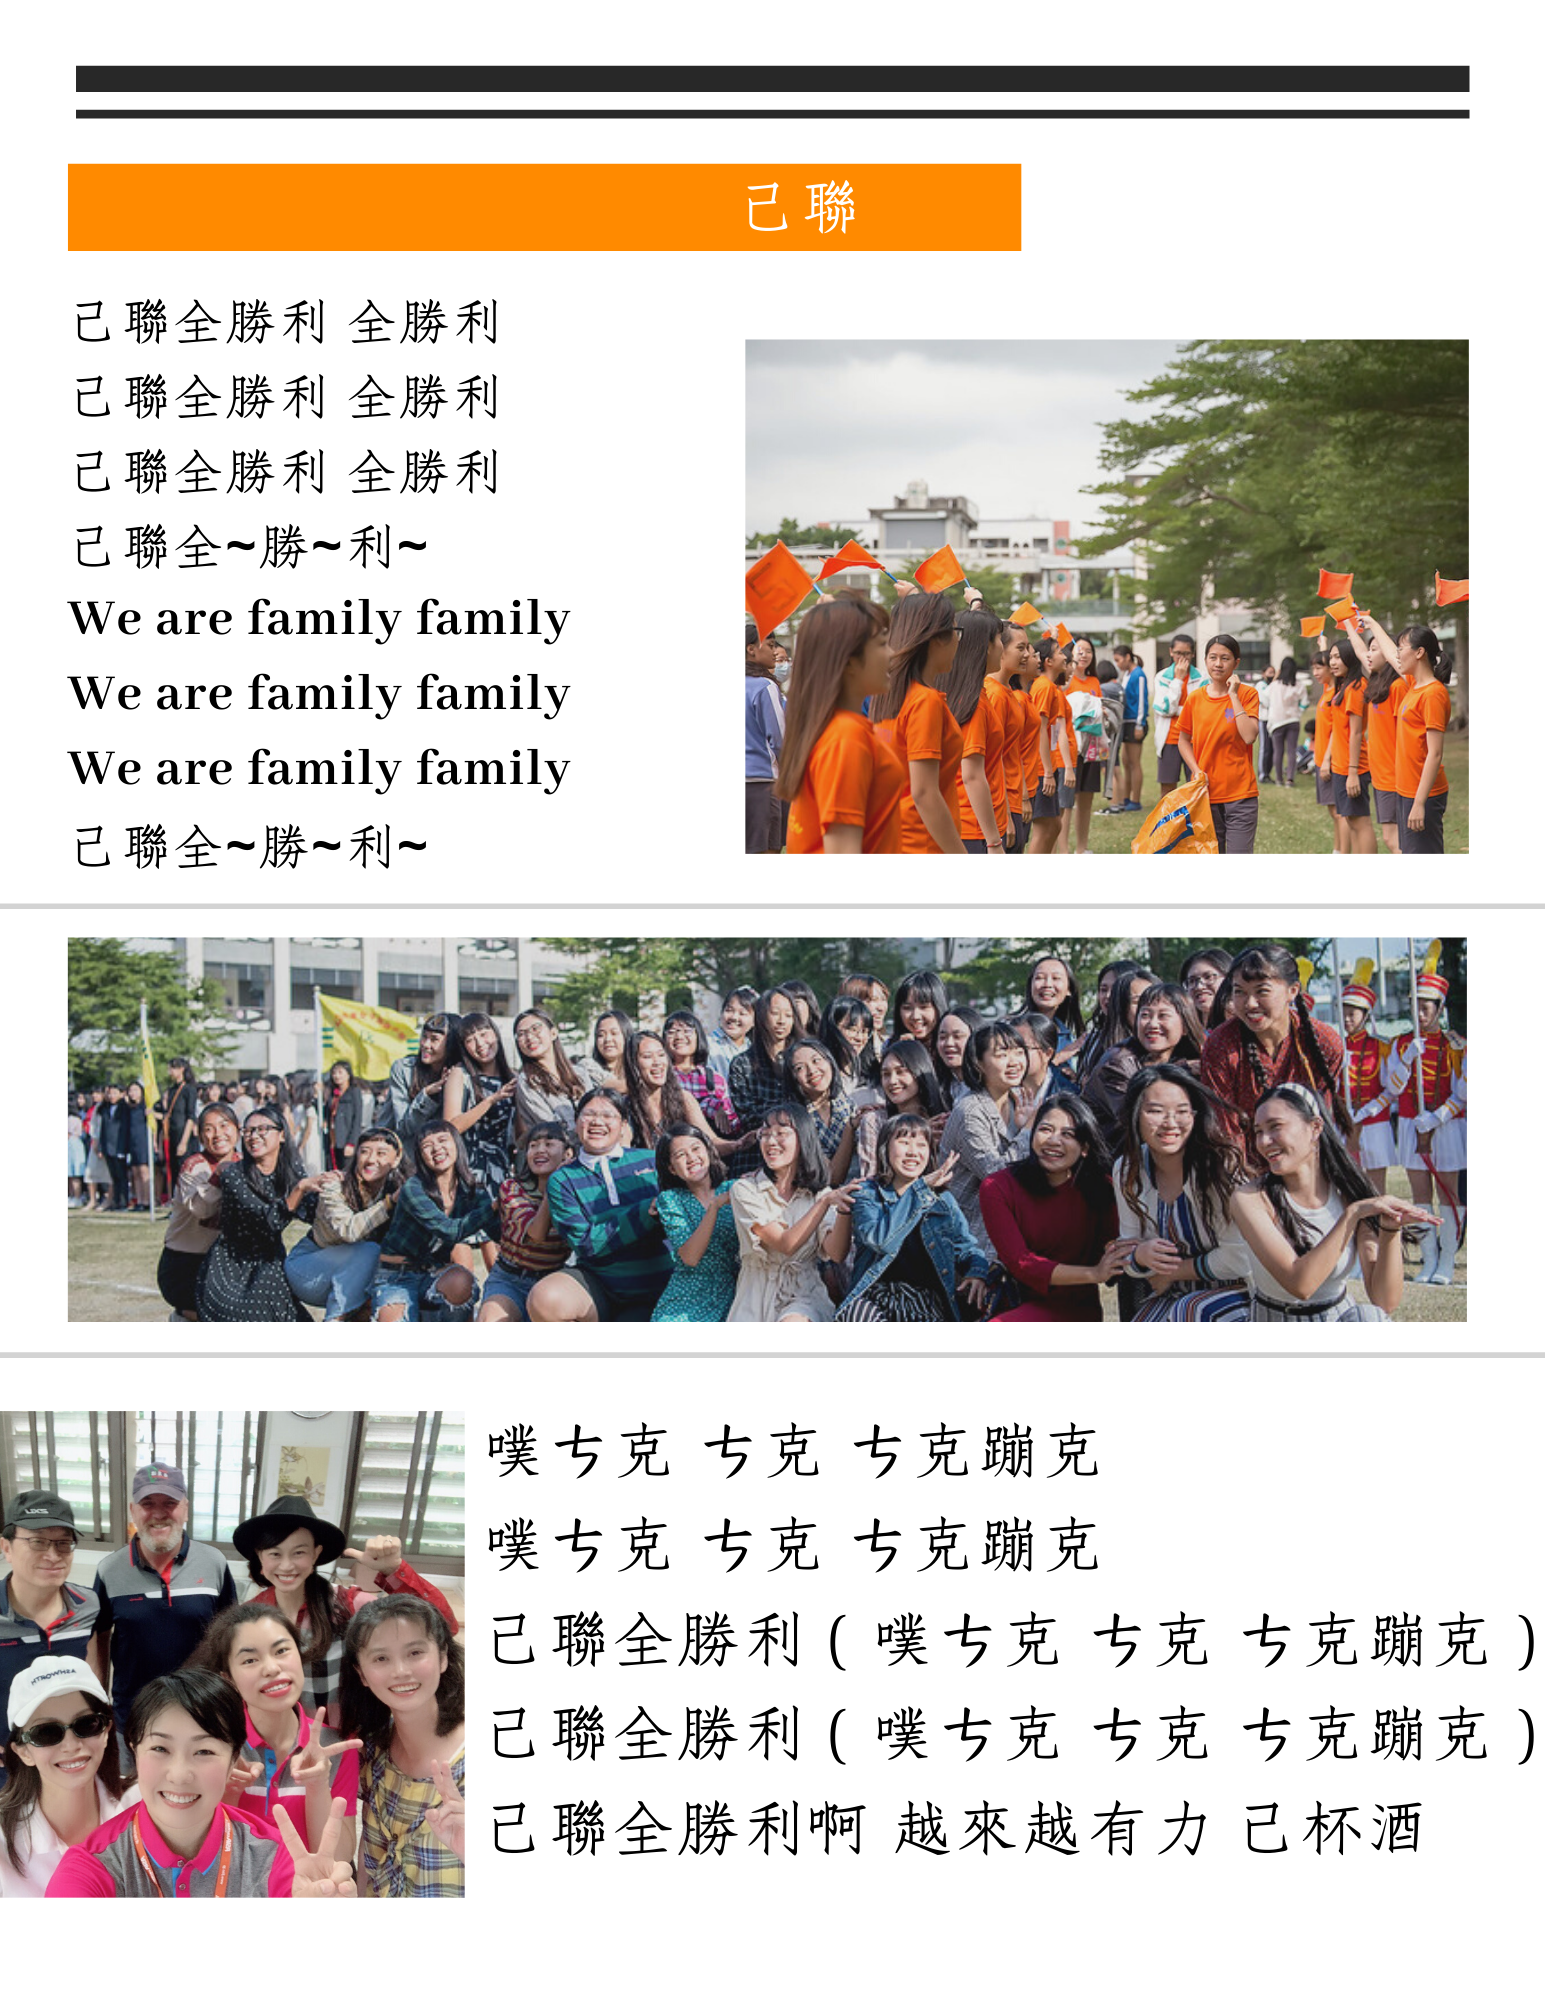 己聯
己聯全勝利 全勝利
己聯全勝利 全勝利
己聯全勝利 全勝利
己聯全~勝~利~
We are family family
We are family family
We are family family
己聯全~勝~利~
噗ㄘ克 ㄘ克 ㄘ克蹦克
噗ㄘ克 ㄘ克 ㄘ克蹦克
己聯全勝利 ( 噗ㄘ克 ㄘ克 ㄘ克蹦克 )
己聯全勝利 ( 噗ㄘ克 ㄘ克 ㄘ克蹦克 )
己聯全勝利啊 越來越有力 己杯酒